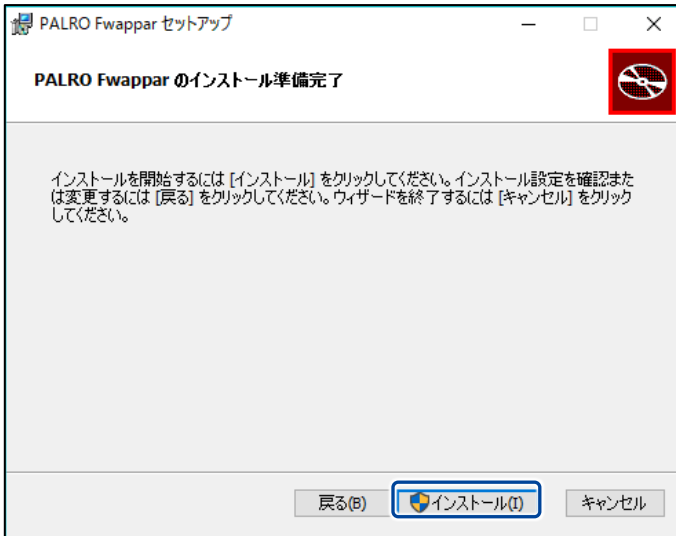 PALRO Fwappar セットアップ
PALRO Fwappar のインストール準備完了
インストールを開始するには [インストール] をクリックしてください。インストール設定を確認また
は変更するには [戻る] をクリックしてください。ウィザードを終了するには [キャンセル] をクリック
してください。
戻る(B) インストール(I) キャンセル